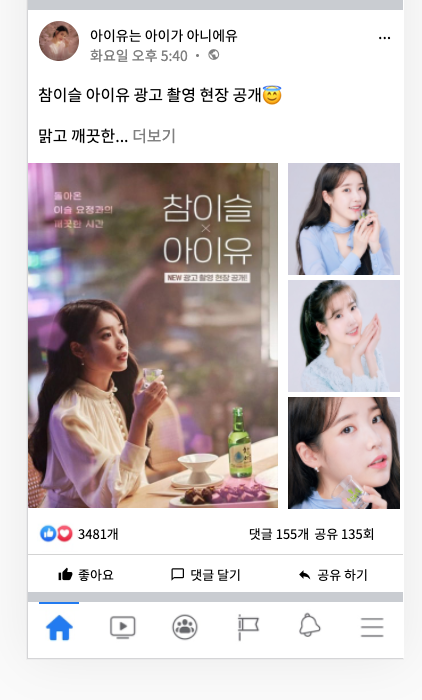 아이유는 아이가 아니에유
화요일 오후 5:40 ·
참이슬 아이유 광고 촬영 현장 공개😇
맑고 깨끗한... 더보기
돌아온
이슬 요정과의
깨끗한 시간
참이슬
×
아이유
NEW 광고 촬영 현장 공개!
3481개
댓글 155개 공유 135회
좋아요
댓글 달기
공유 하기